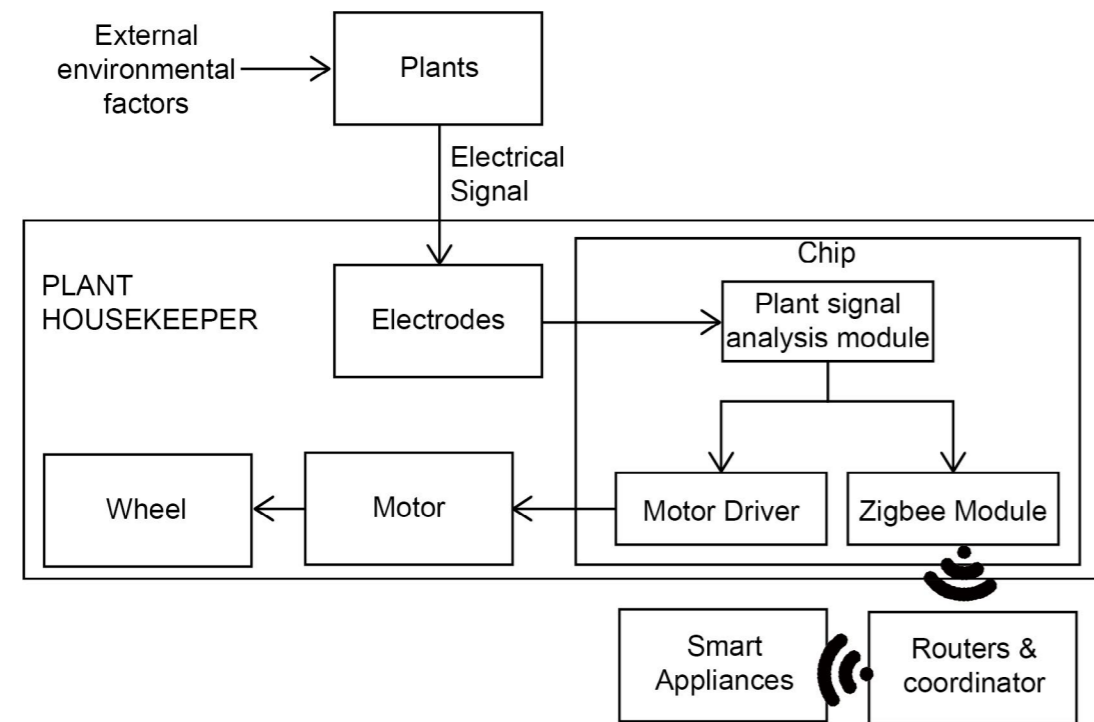 External
environmental
factors
Plants
Electrical
Signal
PLANT
HOUSEKEEPER
Electrodes
Chip
Plant signal
analysis module
Wheel
Motor
Motor Driver
Zigbee Module
Smart
Appliances
Routers &
coordinator